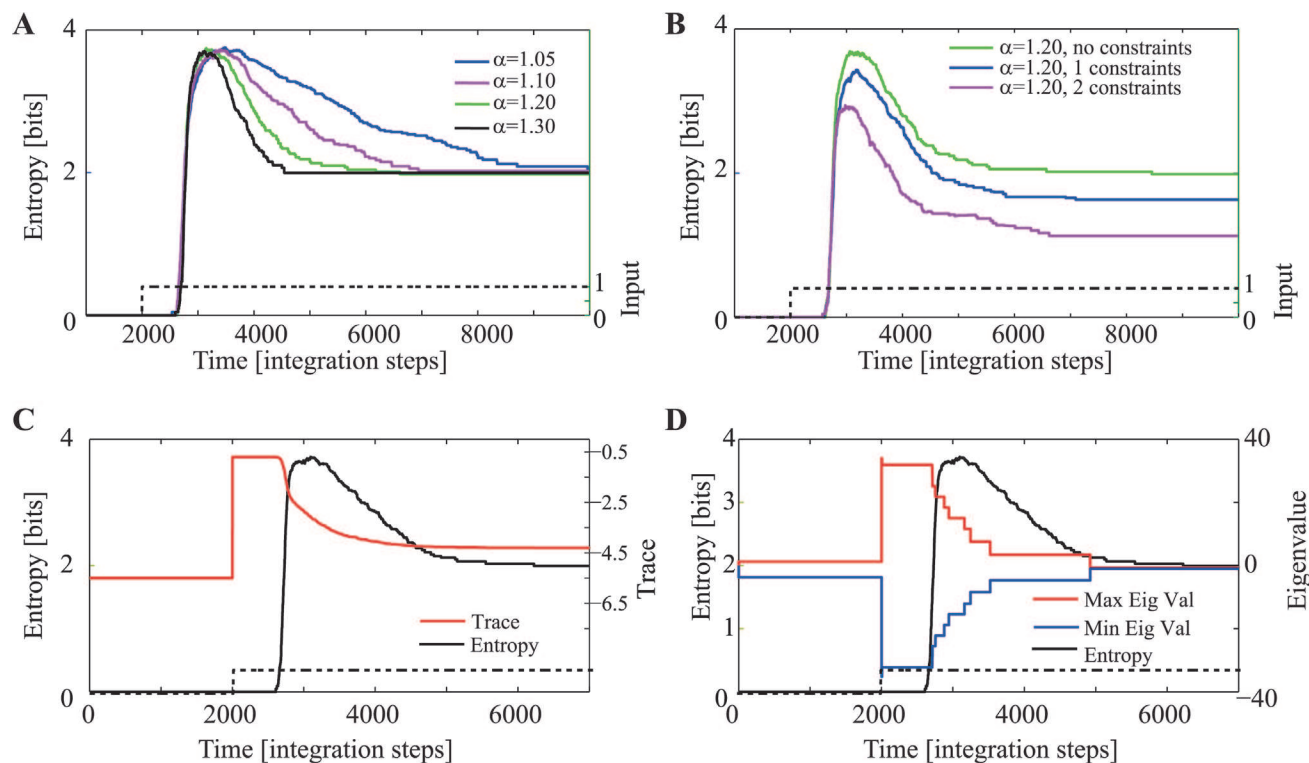 A
4
2
0
Entropy [bits]
α=1.05
α=1.10
α=1.20
α=1.30
1
0
Input
2000 4000 6000 8000
Time [integration steps]
B
4
2
0
Entropy [bits]
α=1.20, no constraints
α=1.20, 1 constraints
α=1.20, 2 constraints
1
0
Input
2000 4000 6000 8000
Time [integration steps]
C
4
3
2
1
0
Entropy [bits]
−0.5
−2.5
−4.5
−6.5
Trace
Trace
Entropy
0 2000 4000 6000
Time [integration steps]
D
4
3
2
1
0
Entropy [bits]
40
0
−40
Eigenvalue
Max Eig Val
Min Eig Val
Entropy
0 2000 4000 6000
Time [integration steps]